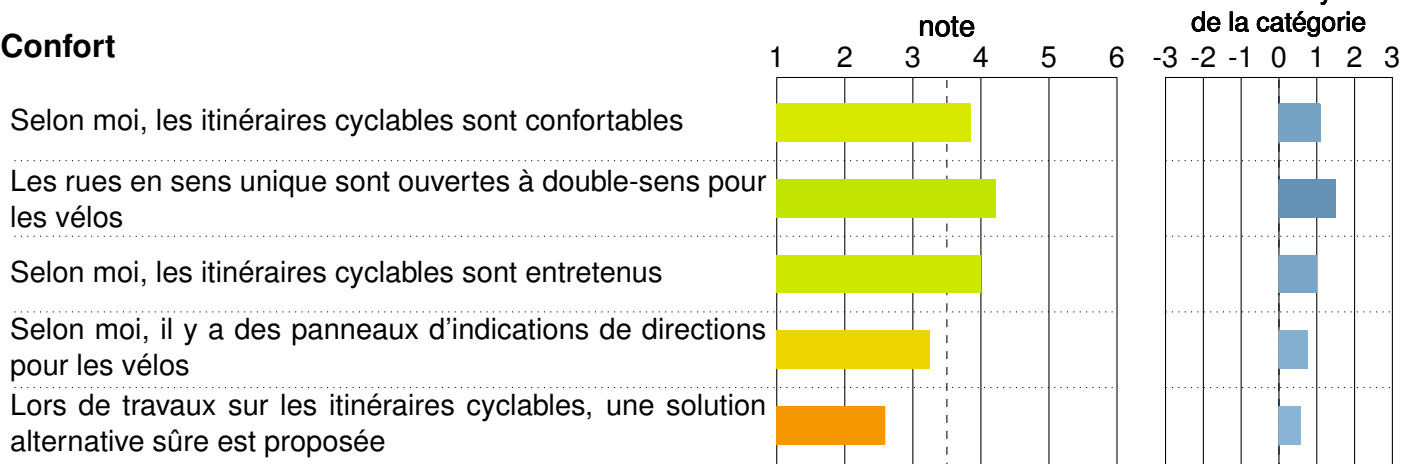 note
de la catégorie
Confort
1 2 3 4 5 6
-3 -2 -1 0 1 2 3
Selon moi, les itinéraires cyclables sont confortables
Les rues en sens unique sont ouvertes à double-sens pour
les vélos
Selon moi, les itinéraires cyclables sont entretenus
Selon moi, il y a des panneaux d'indications de directions
pour les vélos
Lors de travaux sur les itinéraires cyclables, une solution
alternative sûre est proposée